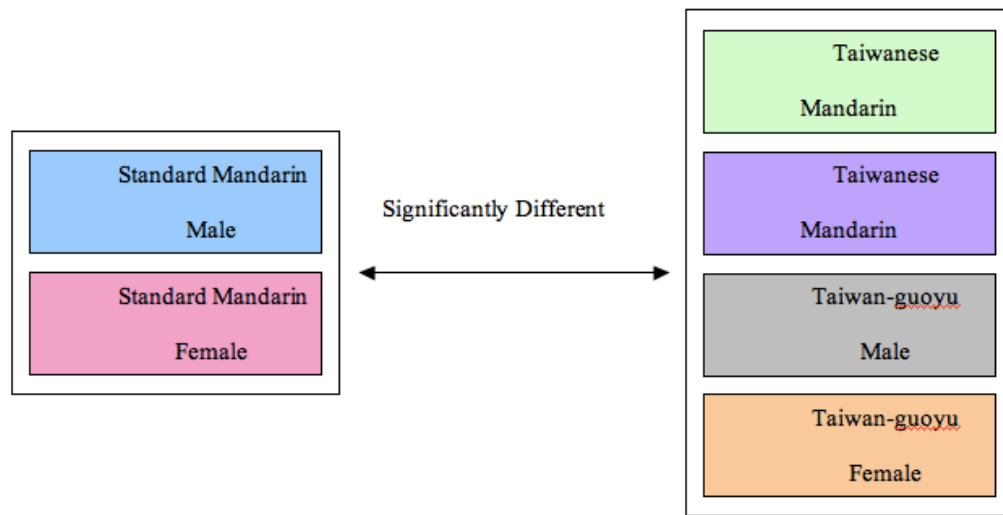 Standard Mandarin
Male
Standard Mandarin
Female
Significantly Different
Taiwanese
Mandarin
Taiwanese
Mandarin
Taiwan-guoyu
Male
Taiwan-guoyu
Female